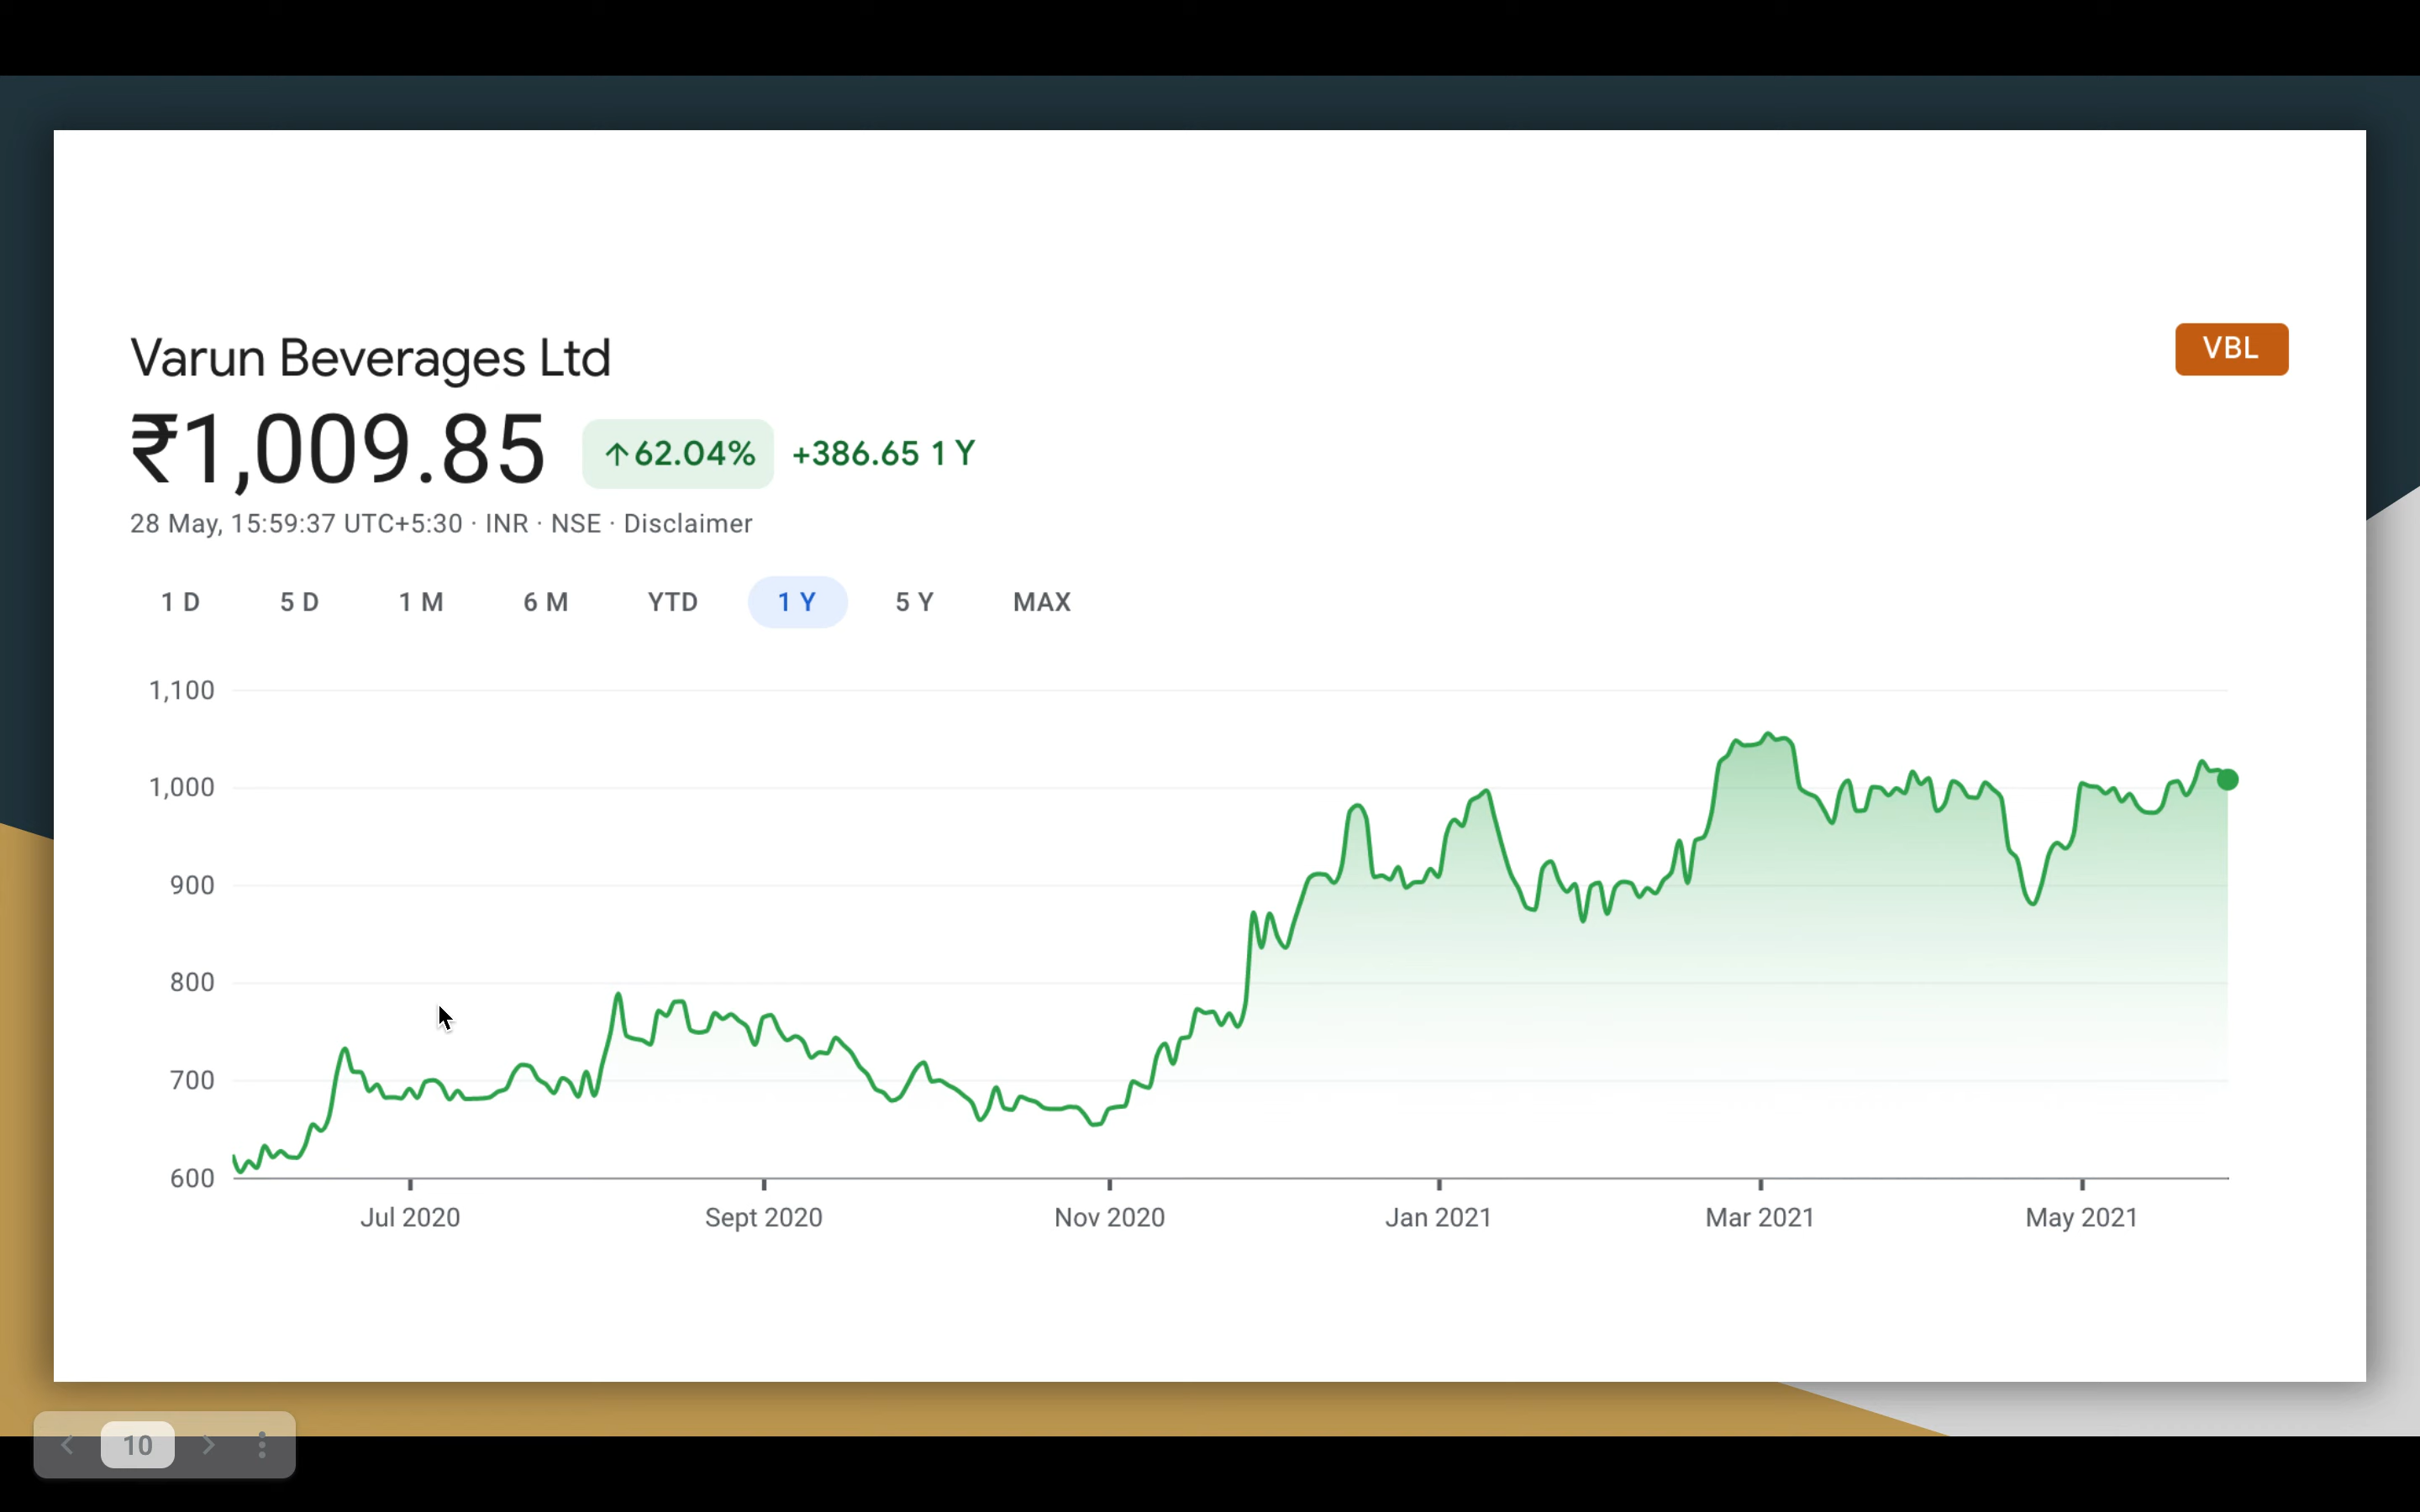 Varun Beverages Ltd
VBL
₹1,009.85 ↑62.04% +386.65 1 Y
28 May, 15:59:37 UTC+5:30 · INR · NSE · Disclaimer
1 D 5 D 1 M 6 M YTD 1 Y 5 Y MAX
1,100
1,000
900
800
700
600
Jul 2020 Sept 2020 Nov 2020 Jan 2021 Mar 2021 May 2021
10